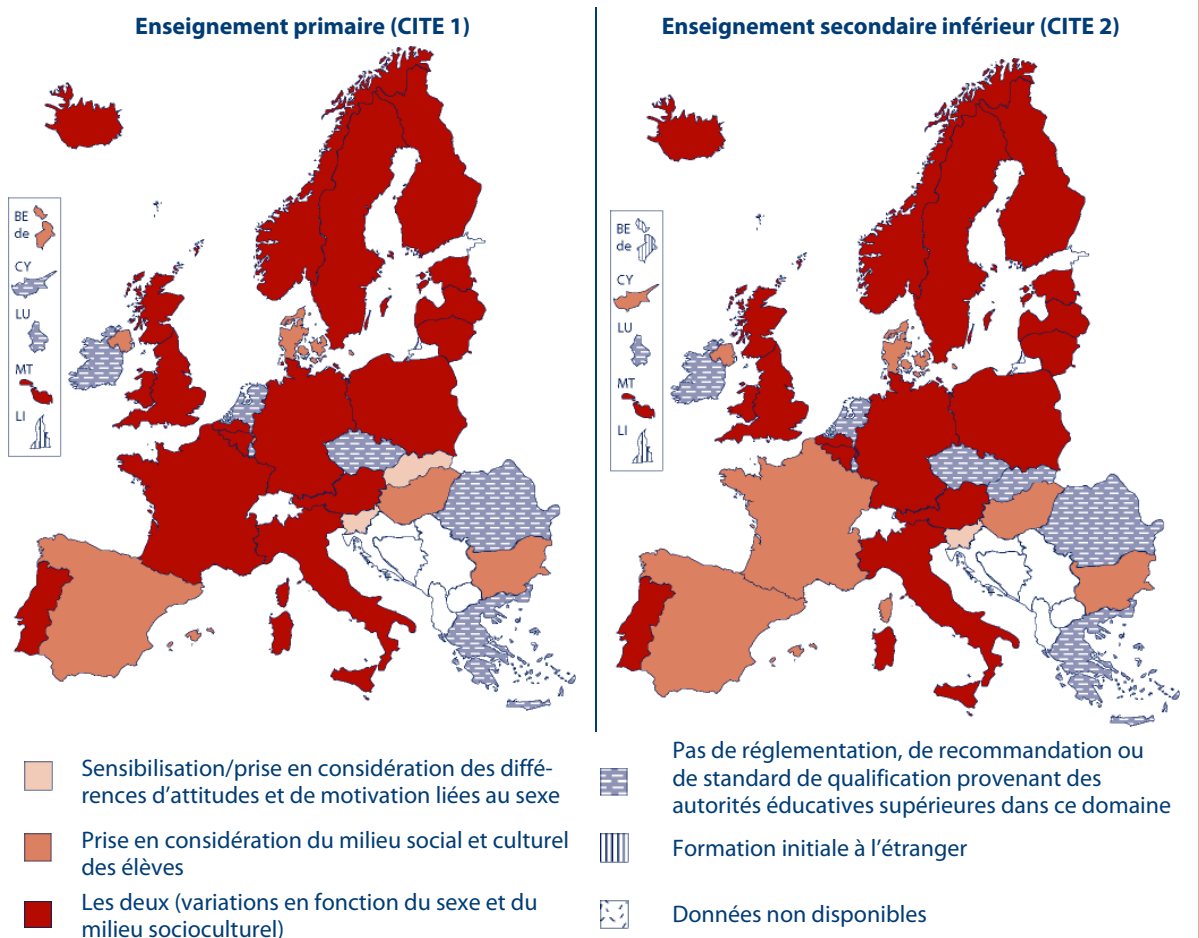 Enseignement primaire (CITE 1)
BE
de
CY
LU
MT
LI
Enseignement secondaire inférieur (CITE 2)
BE
de
CY
LU
MT
LI
Sensibilisation/prise en considération des diffé-
rences d'attitudes et de motivation liées au sexe
Prise en considération du milieu social et culturel
des élèves
Les deux (variations en fonction du sexe et du
milieu socioculturel)
Pas de réglementation, de recommandation ou
de standard de qualification provenant des
autorités éducatives supérieures dans ce domaine
Formation initiale à l'étranger
Données non disponibles